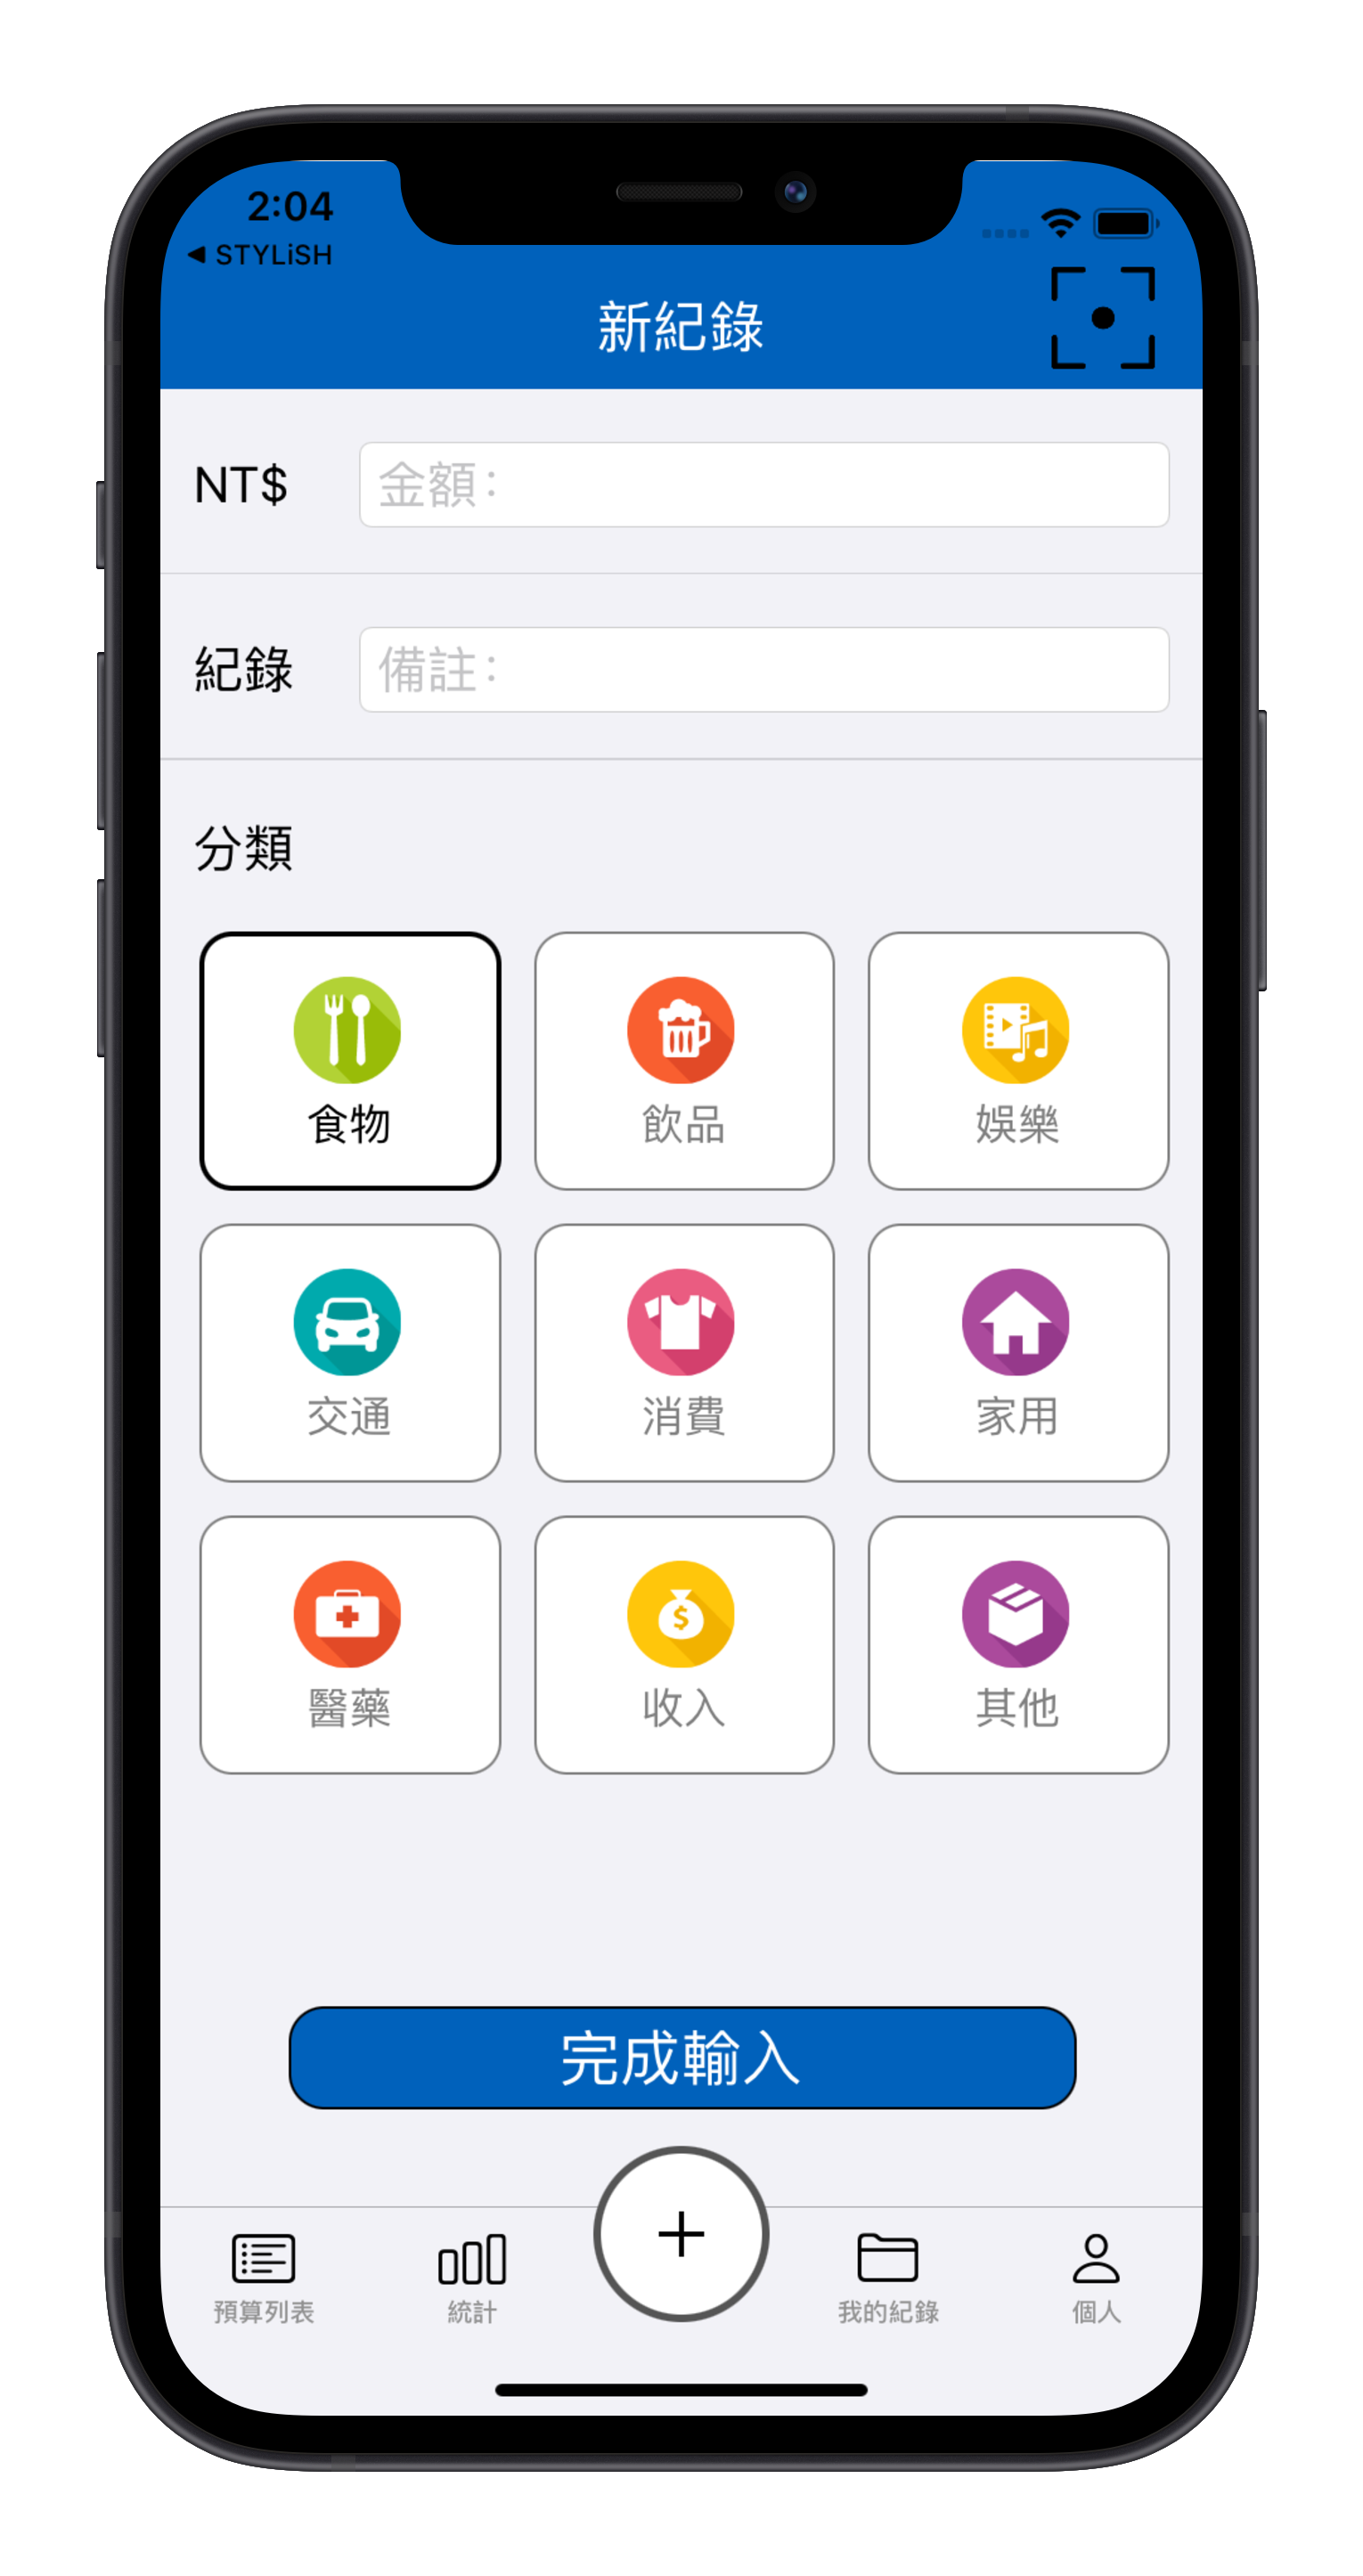 2:04
◀ STYLiSH
新紀錄
NT$
金額：
紀錄
備註：
分類
食物
飲品
娛樂
交通
消費
家用
醫藥
收入
其他
完成輸入
預算列表
統計
我的紀錄
個人